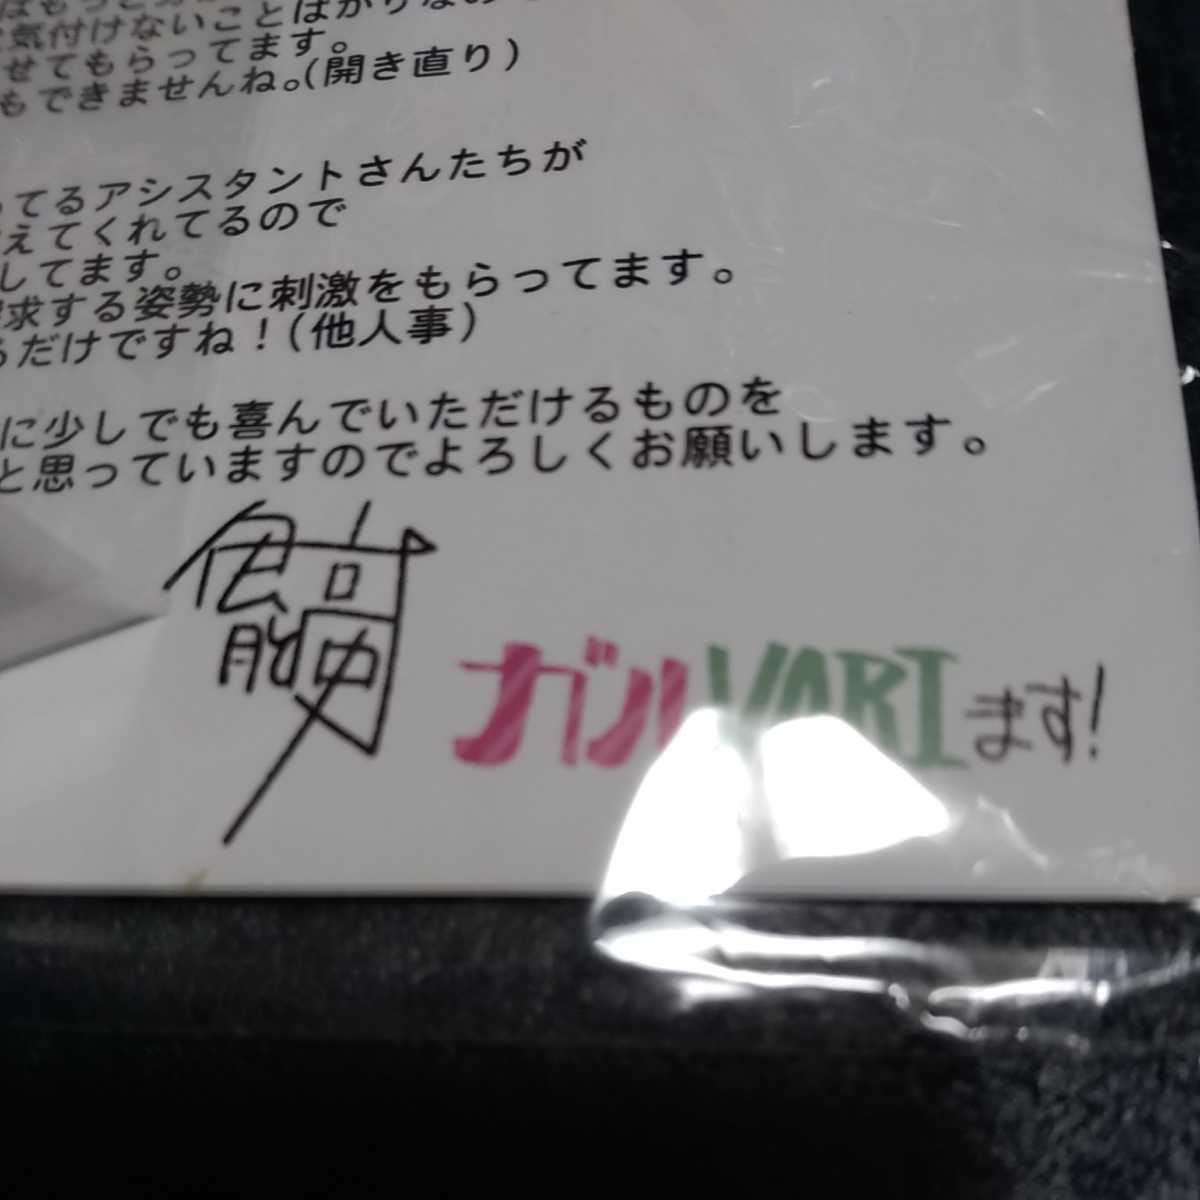 気付けないことばかりなので
せてもらってます。
もできませんね。(開き直り)
てるアシスタントさんたちが
えてくれてるので
してます。
求する姿勢に刺激をもらってます。
だけですね！(他人事)
に少しでも喜んでいただけるものを
と思っていますのでよろしくお願いします。
ガルVARIます!